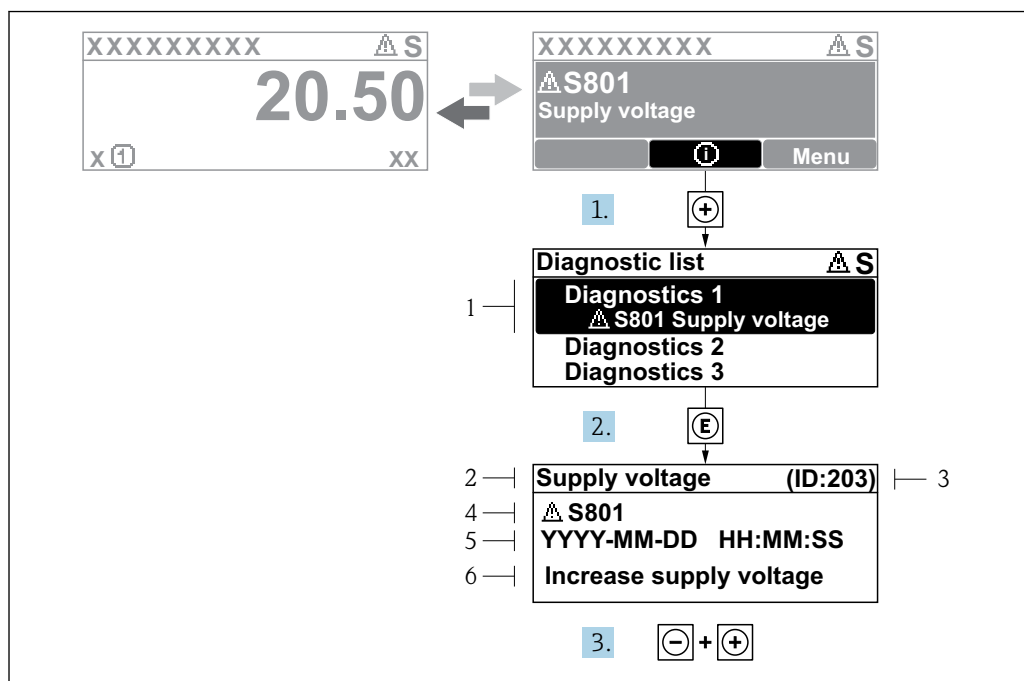 XXXXXXXXX ⚠ S
20.50
X ① XX
XXXXXXXXX ⚠ S
⚠ S801
Supply voltage
ⓘ Menu
1. +
Diagnostic list ⚠ S
1
Diagnostics 1
⚠ S801 Supply voltage
Diagnostics 2
Diagnostics 3
2. E
2 Supply voltage (ID:203) 3
4 ⚠ S801
5 YYYY-MM-DD HH:MM:SS
6 Increase supply voltage
3. − + +